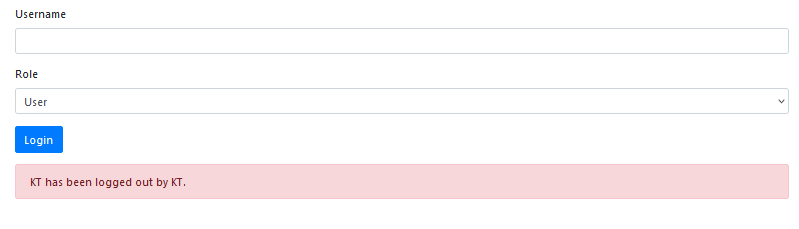 Username
Role
User
Login
KT has been logged out by KT.